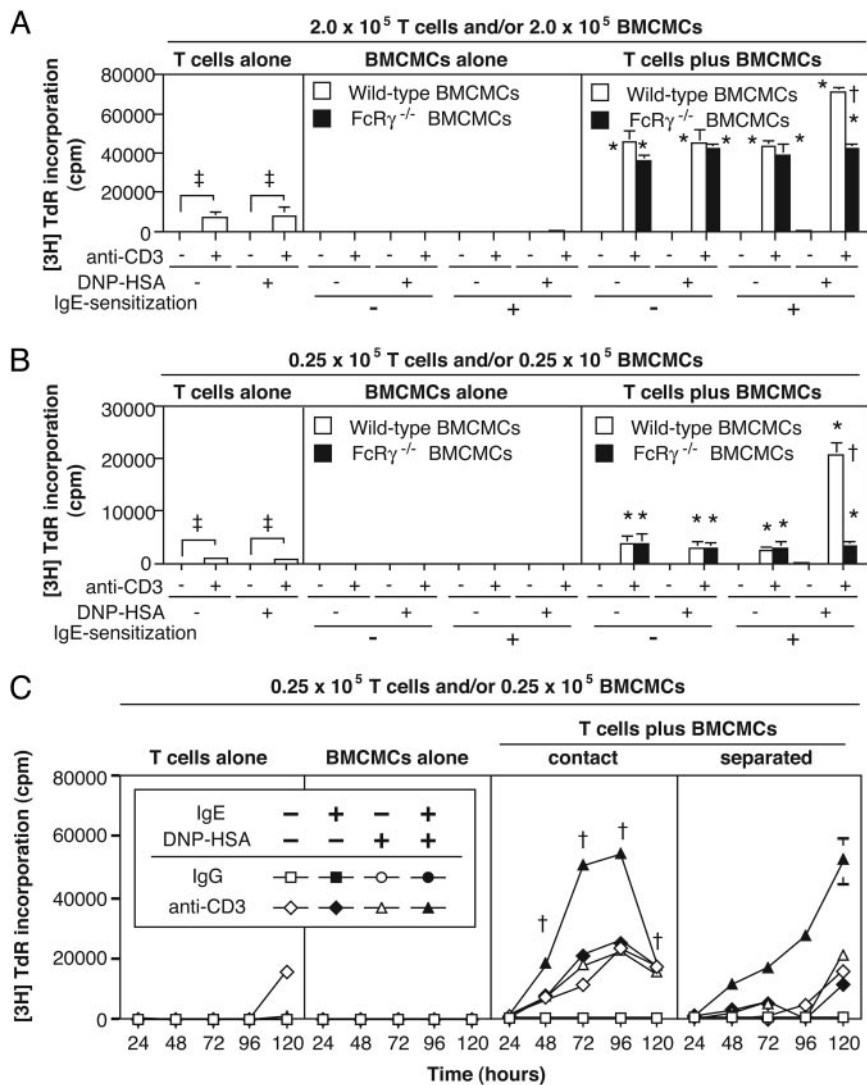 A
2.0 x 10⁵ T cells and/or 2.0 x 10⁵ BMCMCs
T cells alone BMCMCs alone T cells plus BMCMCs
[3H] TdR incorporation (cpm)
80000
60000
40000
20000
0
Wild-type BMCMCs
FcRγ⁻/⁻ BMCMCs
Wild-type BMCMCs
FcRγ⁻/⁻ BMCMCs
‡ ‡
* * * * * * * † *
anti-CD3 - + - + - + - + - + - + - + - + - + - +
DNP-HSA - + - + - + - + - +
IgE-sensitization - + - +
B
0.25 x 10⁵ T cells and/or 0.25 x 10⁵ BMCMCs
T cells alone BMCMCs alone T cells plus BMCMCs
[3H] TdR incorporation (cpm)
30000
20000
10000
0
Wild-type BMCMCs
FcRγ⁻/⁻ BMCMCs
Wild-type BMCMCs
FcRγ⁻/⁻ BMCMCs
‡ ‡
* * * * * * * † *
anti-CD3 - + - + - + - + - + - + - + - + - + - +
DNP-HSA - + - + - + - + - +
IgE-sensitization - + - +
C
0.25 x 10⁵ T cells and/or 0.25 x 10⁵ BMCMCs
T cells plus BMCMCs
T cells alone BMCMCs alone contact separated
[3H] TdR incorporation (cpm)
80000
60000
40000
20000
0
IgE − + − +
DNP-HSA − − + +
IgG
anti-CD3
† † † †
24 48 72 96 120 24 48 72 96 120 24 48 72 96 120 24 48 72 96 120
Time (hours)